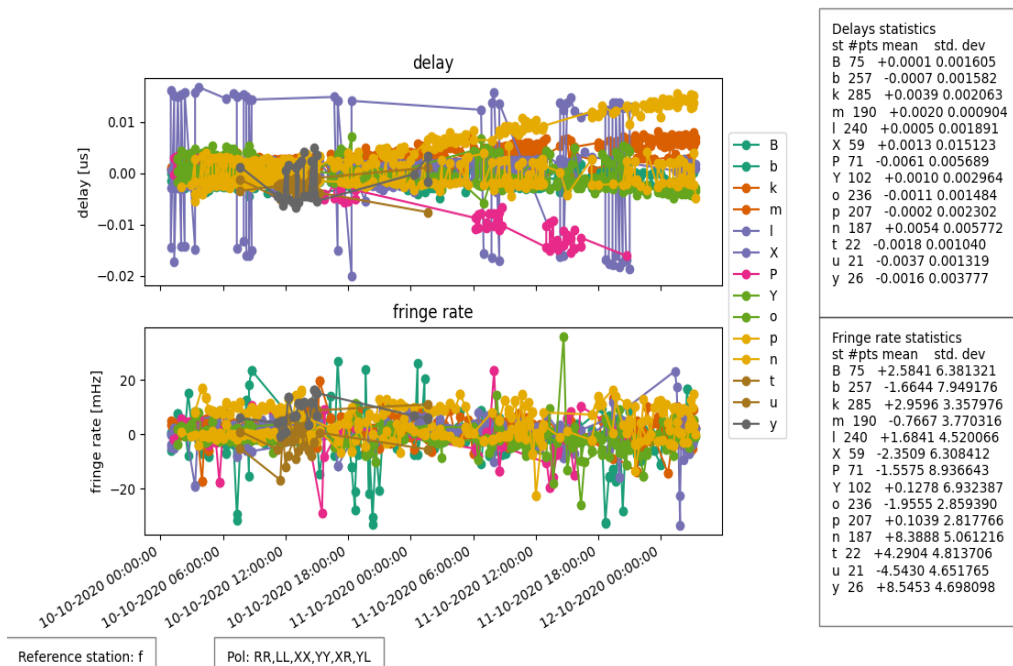 delay
0.01
0.00
−0.01
−0.02
delay [us]
fringe rate
20
0
−20
fringe rate [mHz]
10-10-2020 00:00:00
10-10-2020 06:00:00
10-10-2020 12:00:00
10-10-2020 18:00:00
11-10-2020 00:00:00
11-10-2020 06:00:00
11-10-2020 12:00:00
11-10-2020 18:00:00
12-10-2020 00:00:00
B
b
k
m
l
X
P
Y
o
p
n
t
u
y
Delays statistics
st #pts mean std. dev
B 75 +0.0001 0.001605
b 257 -0.0007 0.001582
k 285 +0.0039 0.002063
m 190 +0.0020 0.000904
l 240 +0.0005 0.001891
X 59 +0.0013 0.015123
P 71 -0.0061 0.005689
Y 102 +0.0010 0.002964
o 236 -0.0011 0.001484
p 207 -0.0002 0.002302
n 187 +0.0054 0.005772
t 22 -0.0018 0.001040
u 21 -0.0037 0.001319
y 26 -0.0016 0.003777
Fringe rate statistics
st #pts mean std. dev
B 75 +2.5841 6.381321
b 257 -1.6644 7.949176
k 285 +2.9596 3.357976
m 190 -0.7667 3.770316
l 240 +1.6841 4.520066
X 59 -2.3509 6.308412
P 71 -1.5575 8.936643
Y 102 +0.1278 6.932387
o 236 -1.9555 2.859390
p 207 +0.1039 2.817766
n 187 +8.3888 5.061216
t 22 +4.2904 4.813706
u 21 -4.5430 4.651765
y 26 +8.5453 4.698098
Reference station: f
Pol: RR,LL,XX,YY,XR,YL